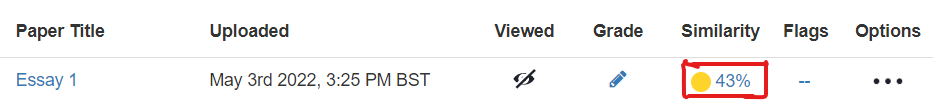 Paper Title Uploaded Viewed Grade Similarity Flags Options
Essay 1 May 3rd 2022, 3:25 PM BST 43% -- •••